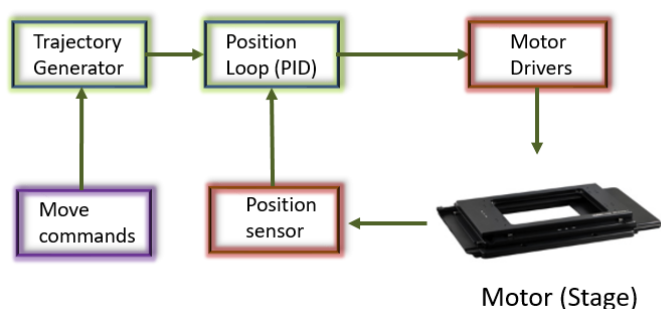 Trajectory
Generator
Position
Loop (PID)
Motor
Drivers
Move
commands
Position
sensor
Motor (Stage)